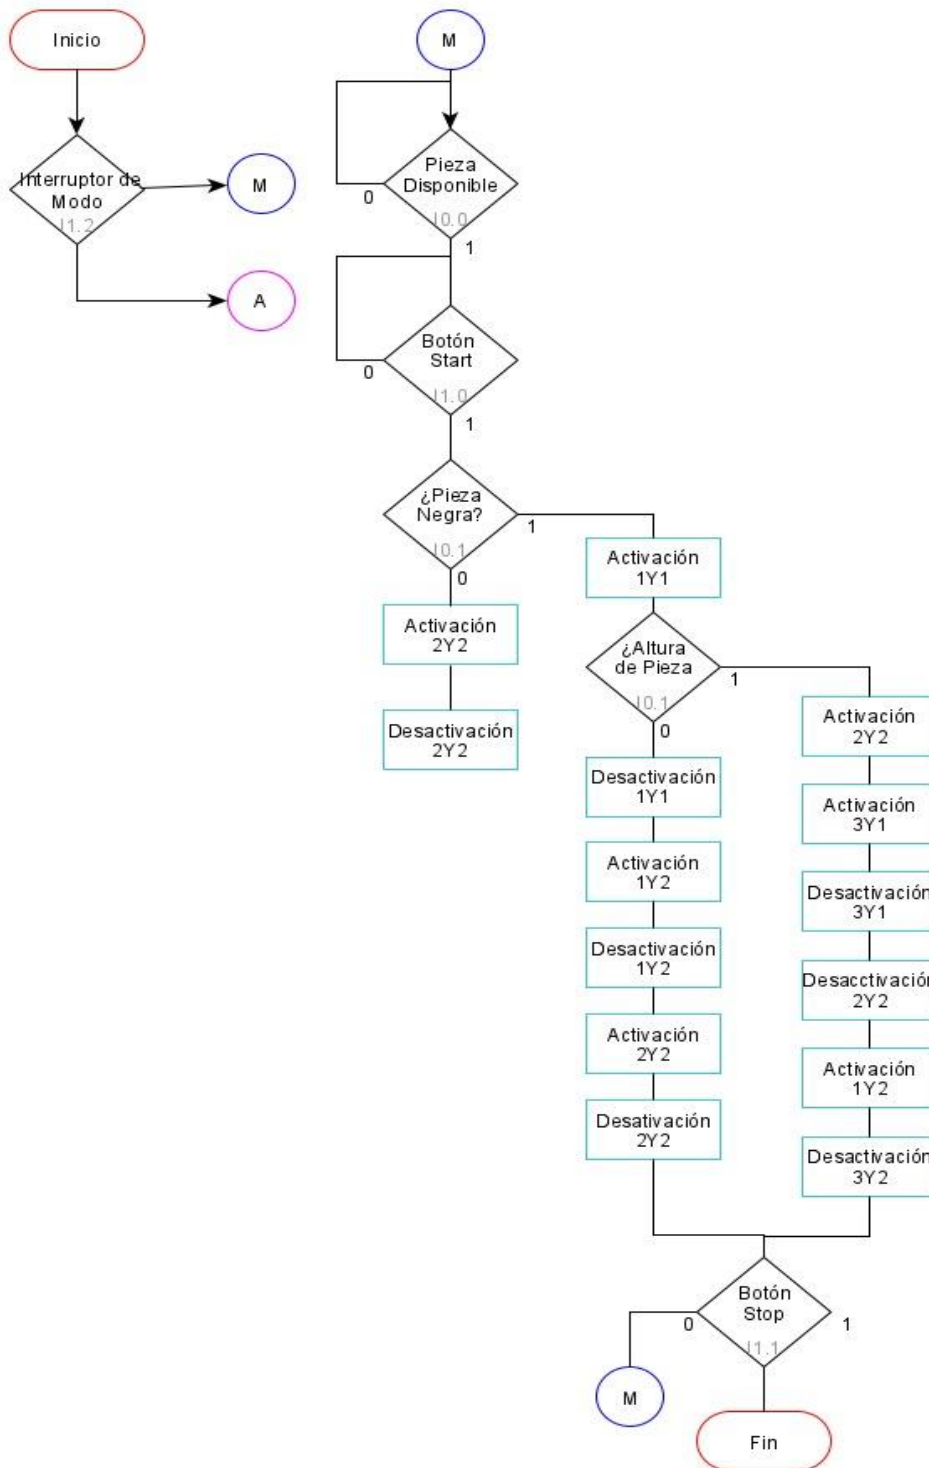 Inicio
Interruptor de
Modo
I1.2
M
A
M
Pieza
Disponible
I0.0
0
1
Botón
Start
I1.0
0
1
¿Pieza
Negra?
I0.1
1
0
Activación
2Y2
Desactivación
2Y2
Activación
1Y1
¿Altura
de Pieza
I0.1
1
0
Desactivación
1Y1
Activación
1Y2
Desactivación
1Y2
Activación
2Y2
Desativación
2Y2
Activación
2Y2
Activación
3Y1
Desactivación
3Y1
Desacctivación
2Y2
Activación
1Y2
Desactivación
3Y2
Botón
Stop
I1.1
0
1
M
Fin